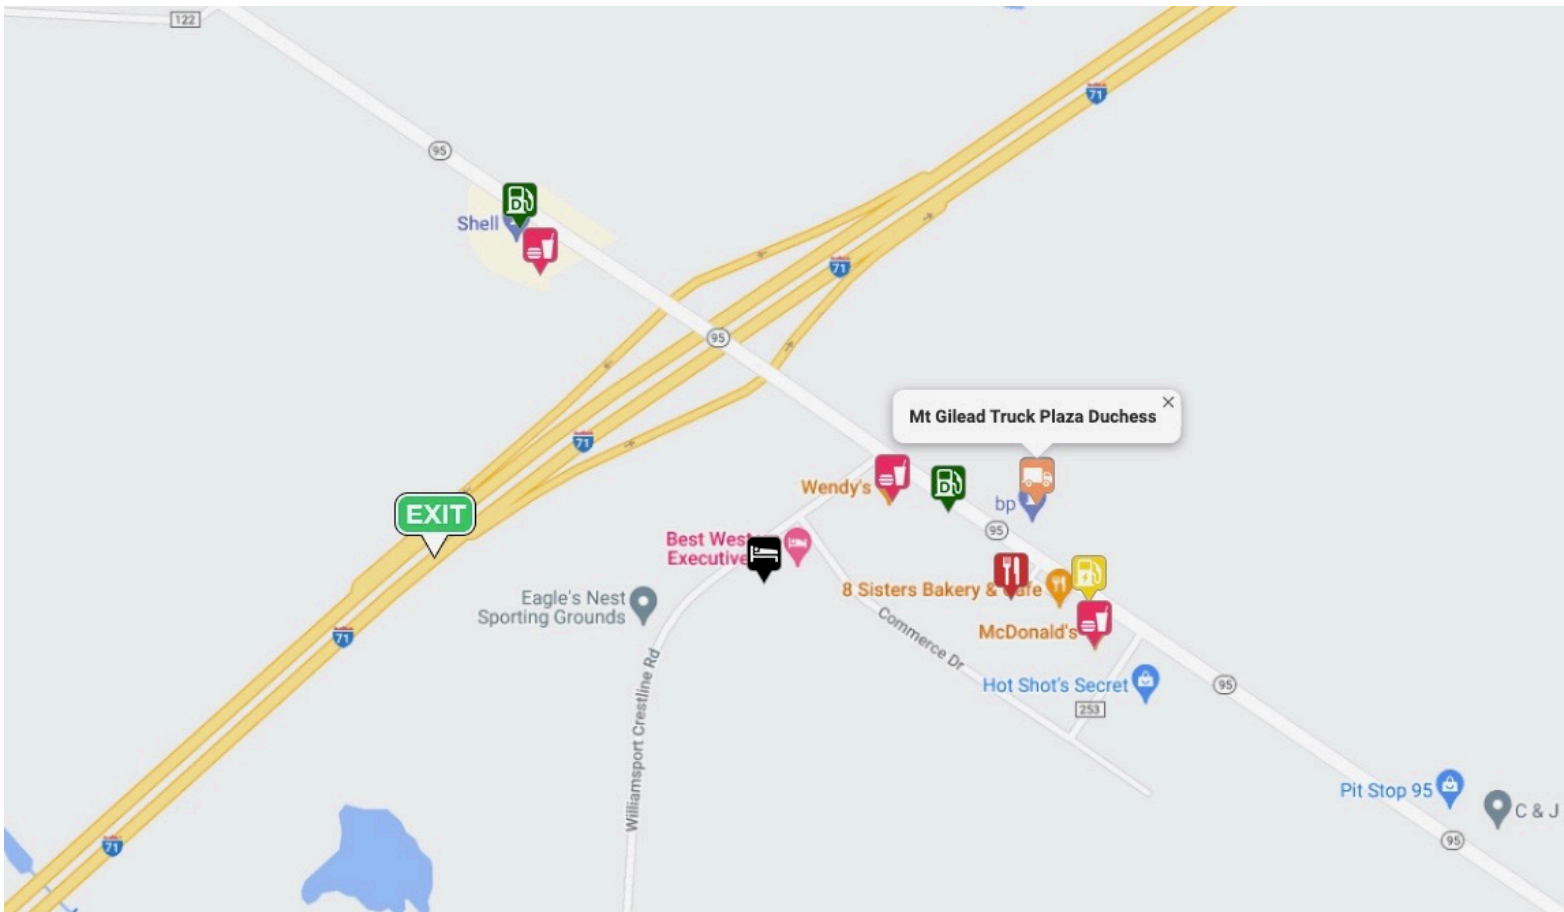 122
71
95
Shell
71
95
Mt Gilead Truck Plaza Duchess
71
Wendy's
D
D
bp
EXIT
95
Best West
Executive
8 Sisters Bakery & Cafe
Eagle's Nest
Sporting Grounds
McDonald's
Commerce Dr
71
Hot Shot's Secret
95
253
Williamsport Crestline Rd
Pit Stop 95
C & J
71
95